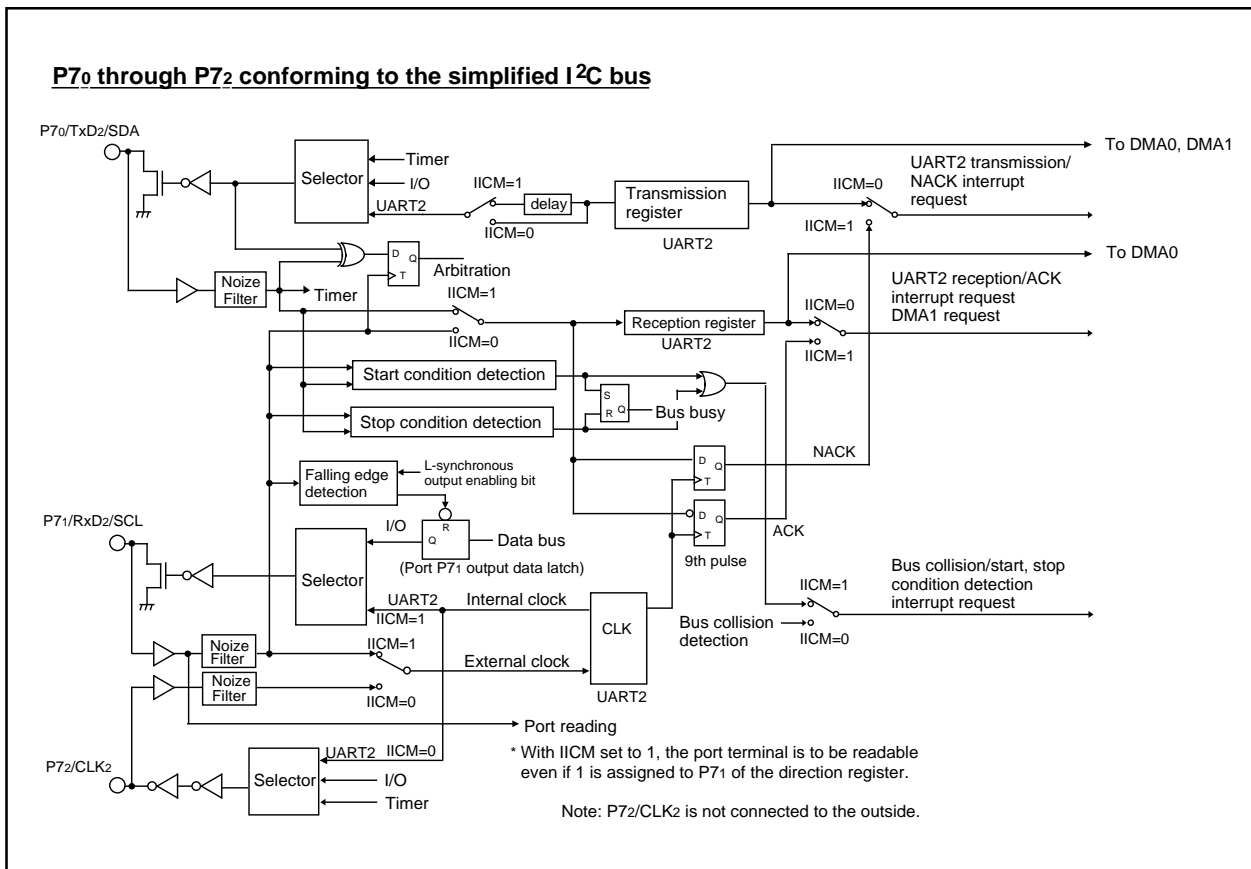 P70 through P72 conforming to the simplified I2C bus
P70/TxD2/SDA
Selector
Timer
I/O
UART2
IICM=1
IICM=0
delay
Transmission
register
UART2
To DMA0, DMA1
IICM=0
IICM=1
UART2 transmission/
NACK interrupt
request
To DMA0
D
Q
T
Arbitration
Noize
Filter
Timer
IICM=1
IICM=0
Reception register
UART2
IICM=0
IICM=1
UART2 reception/ACK
interrupt request
DMA1 request
Start condition detection
Stop condition detection
S
R
Q
Bus busy
NACK
D
Q
T
D
Q
T
ACK
9th pulse
Falling edge
detection
L-synchronous
output enabling bit
P71/RxD2/SCL
I/O
R
Q
Data bus
(Port P71 output data latch)
Selector
UART2
IICM=1
Internal clock
CLK
UART2
External clock
Noize
Filter
Noize
Filter
IICM=1
IICM=0
Bus collision
detection
IICM=1
IICM=0
Bus collision/start, stop
condition detection
interrupt request
Port reading
P72/CLK2
Selector
UART2
IICM=0
I/O
Timer
* With IICM set to 1, the port terminal is to be readable
even if 1 is assigned to P71 of the direction register.
Note: P72/CLK2 is not connected to the outside.